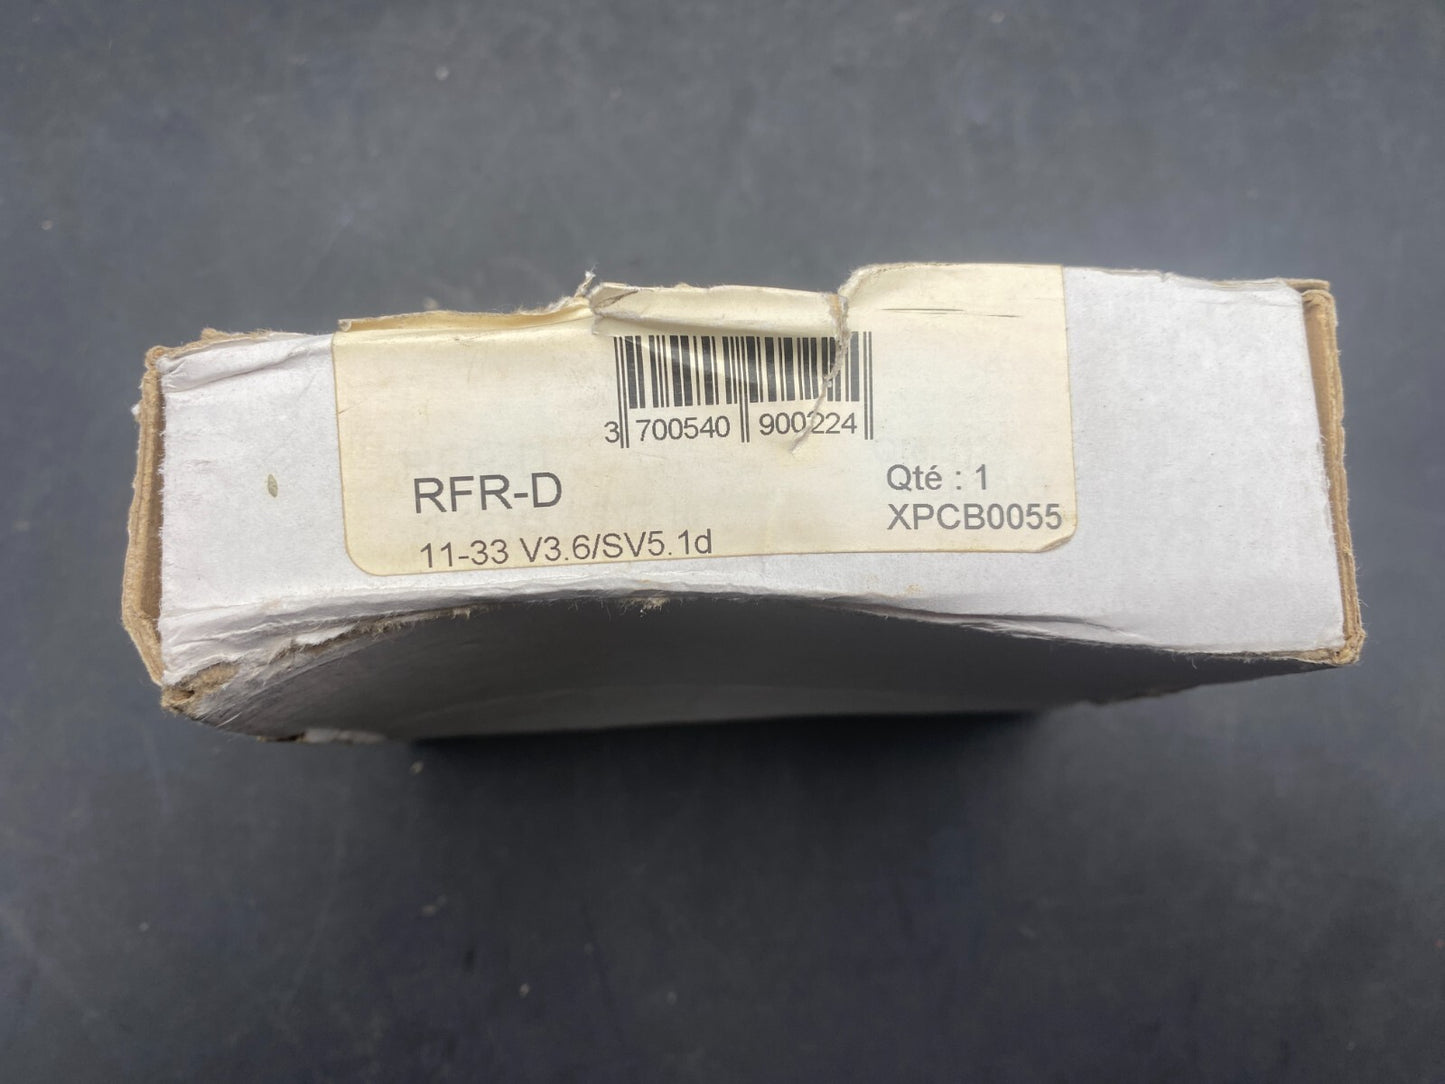 3 700540 900224
RFR-D
Qté : 1
XPCB0055
11-33 V3.6/SV5.1d